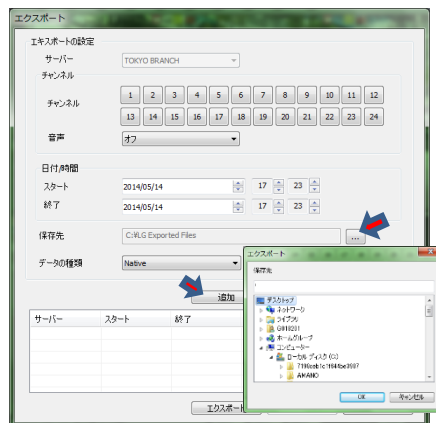 エクスポート
エキスポートの設定
サーバー
TOKYO BRANCH
チャンネル
チャンネル
1 2 3 4 5 6 7 8 9 10 11 12
13 14 15 16 17 18 19 20 21 22 23 24
音声
オフ
日付/時間
スタート
2014/05/14
17 23
終了
2014/05/14
17 23
保存先
C:¥LG Exported Files
...
データの種類
Native
追加
サーバー スタート 終了
エクスポート
エクスポート
保存先
デスクトップ
ネットワーク
ライブラリ
ホームグループ
コンピューター
ローカル ディスク (C:)
AMANO
OK
キャンセル